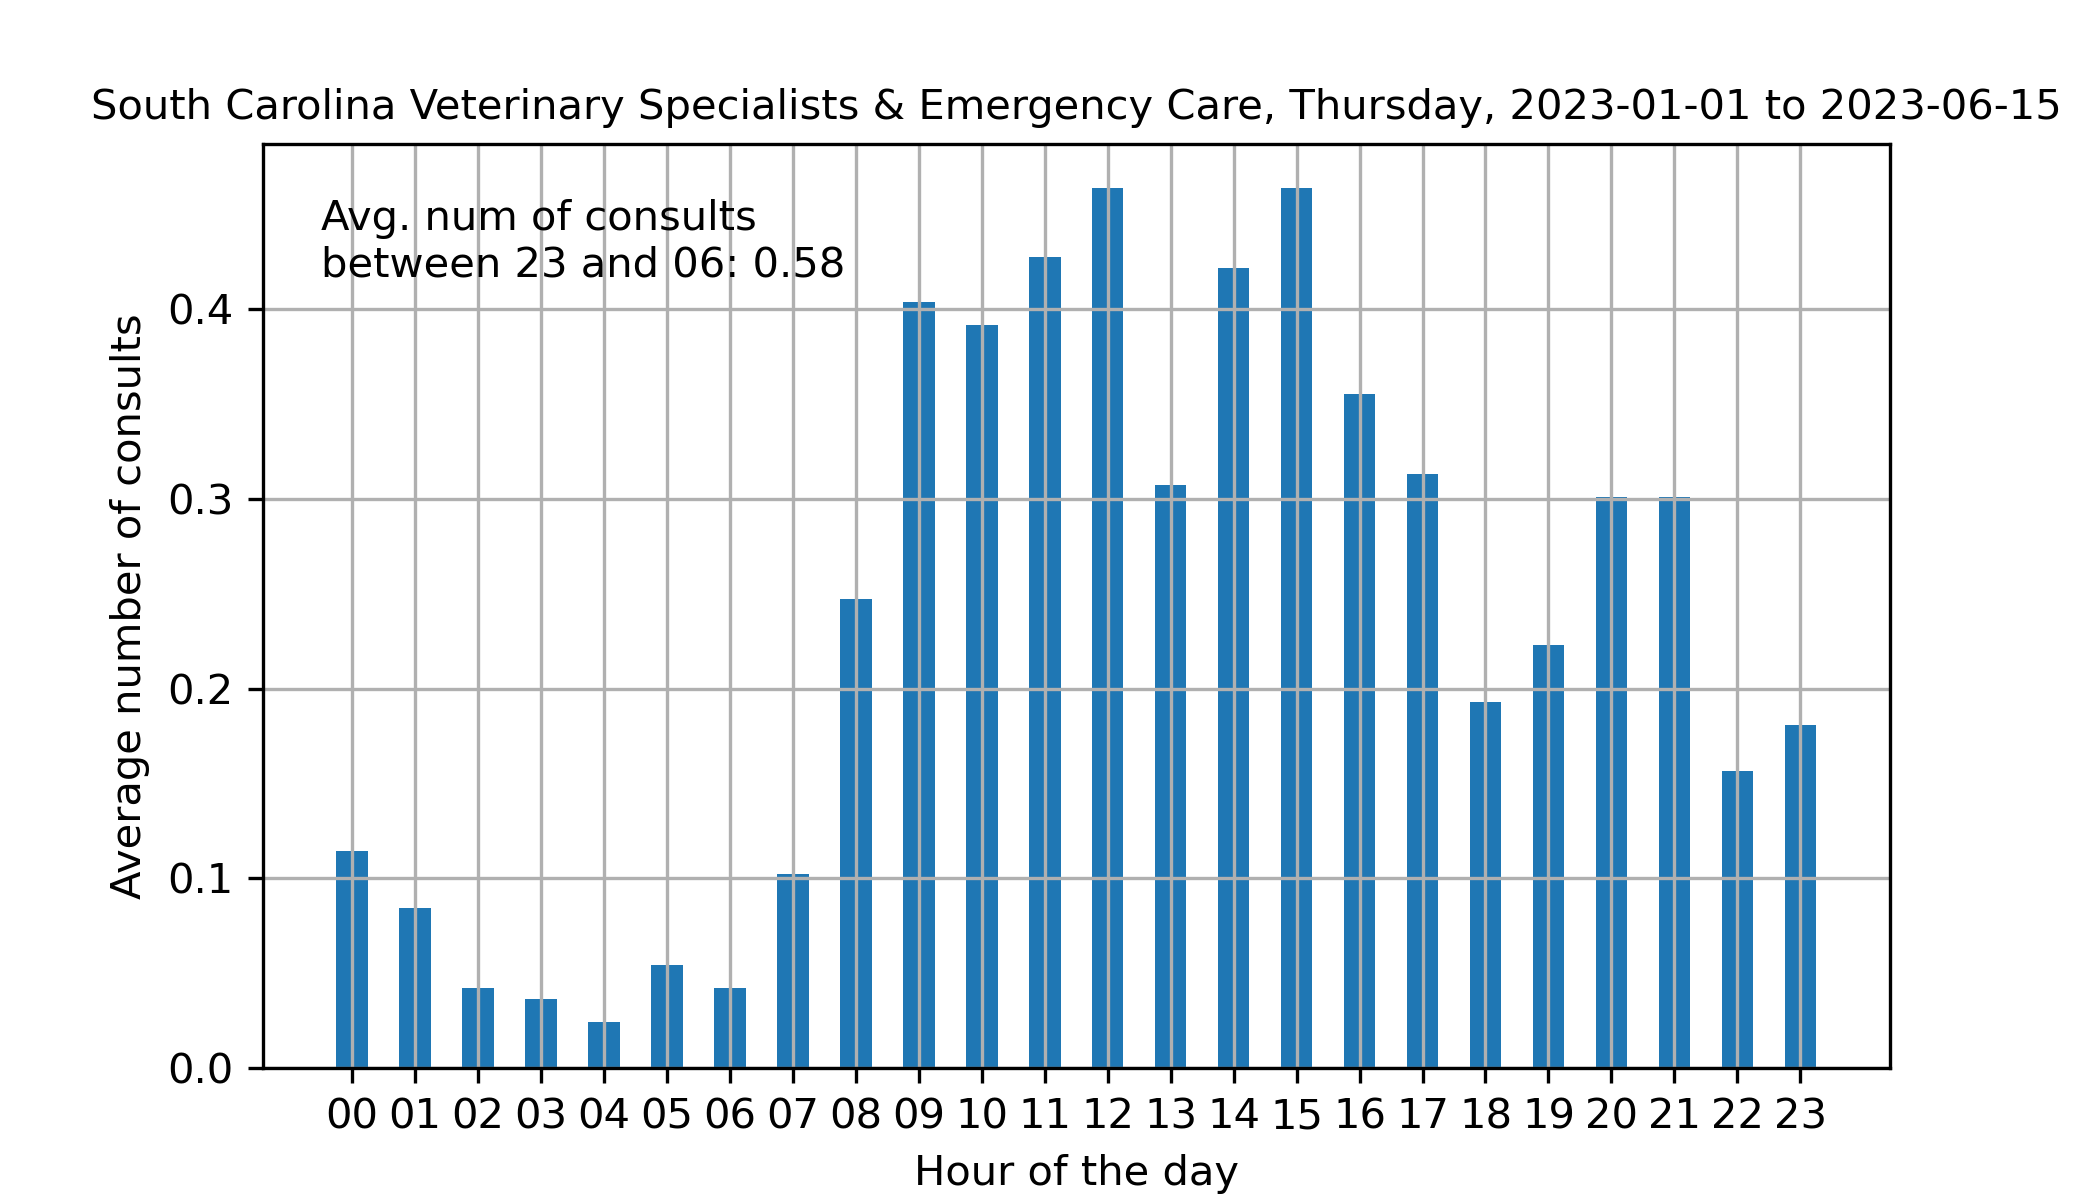 South Carolina Veterinary Specialists & Emergency Care, Thursday, 2023-01-01 to 2023-06-15
Avg. num of consults
between 23 and 06: 0.58
Average number of consults
0.4
0.3
0.2
0.1
0.0
00 01 02 03 04 05 06 07 08 09 10 11 12 13 14 15 16 17 18 19 20 21 22 23
Hour of the day